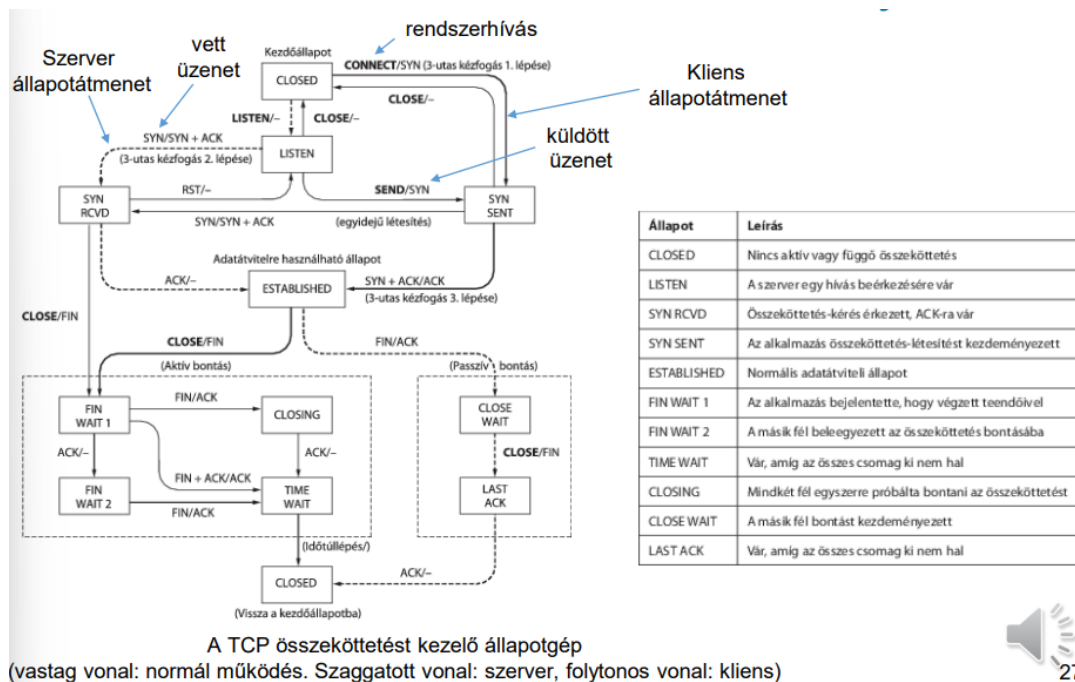 rendszerhívás
vett
üzenet
Szerver
állapotátmenet
Kezdőállapot
CLOSED
CONNECT/SYN (3-utas kézfogás 1. lépése)
CLOSE/–
Kliens
állapotátmenet
LISTEN/–
CLOSE/–
SYN/SYN + ACK
(3-utas kézfogás 2. lépése)
LISTEN
küldött
üzenet
RST/–
SEND/SYN
SYN
RCVD
SYN
SENT
SYN/SYN + ACK
(egyidejű létesítés)
Adatátvitelre használható állapot
ACK/–
ESTABLISHED
SYN + ACK/ACK
(3-utas kézfogás 3. lépése)
CLOSE/FIN
CLOSE/FIN
FIN/ACK
(Aktív bontás)
(Passzív bontás)
FIN
WAIT 1
FIN/ACK
CLOSING
CLOSE
WAIT
ACK/–
ACK/–
CLOSE/FIN
FIN + ACK/ACK
FIN
WAIT 2
FIN/ACK
TIME
WAIT
LAST
ACK
(Időtúllépés/)
CLOSED
ACK/–
(Vissza a kezdőállapotba)
Állapot Leírás
CLOSED Nincs aktív vagy függő összeköttetés
LISTEN A szerver egy hívás beérkezésére vár
SYN RCVD Összeköttetés-kérés érkezett, ACK-ra vár
SYN SENT Az alkalmazás összeköttetés-létesítést kezdeményezett
ESTABLISHED Normális adatátviteli állapot
FIN WAIT 1 Az alkalmazás bejelentette, hogy végzett teendőivel
FIN WAIT 2 A másik fél beleegyezett az összeköttetés bontásába
TIME WAIT Vár, amíg az összes csomag ki nem hal
CLOSING Mindkét fél egyszerre próbálta bontani az összeköttetést
CLOSE WAIT A másik fél bontást kezdeményezett
LAST ACK Vár, amíg az összes csomag ki nem hal
A TCP összeköttetést kezelő állapotgép
(vastag vonal: normál működés. Szaggatott vonal: szerver, folytonos vonal: kliens)
27